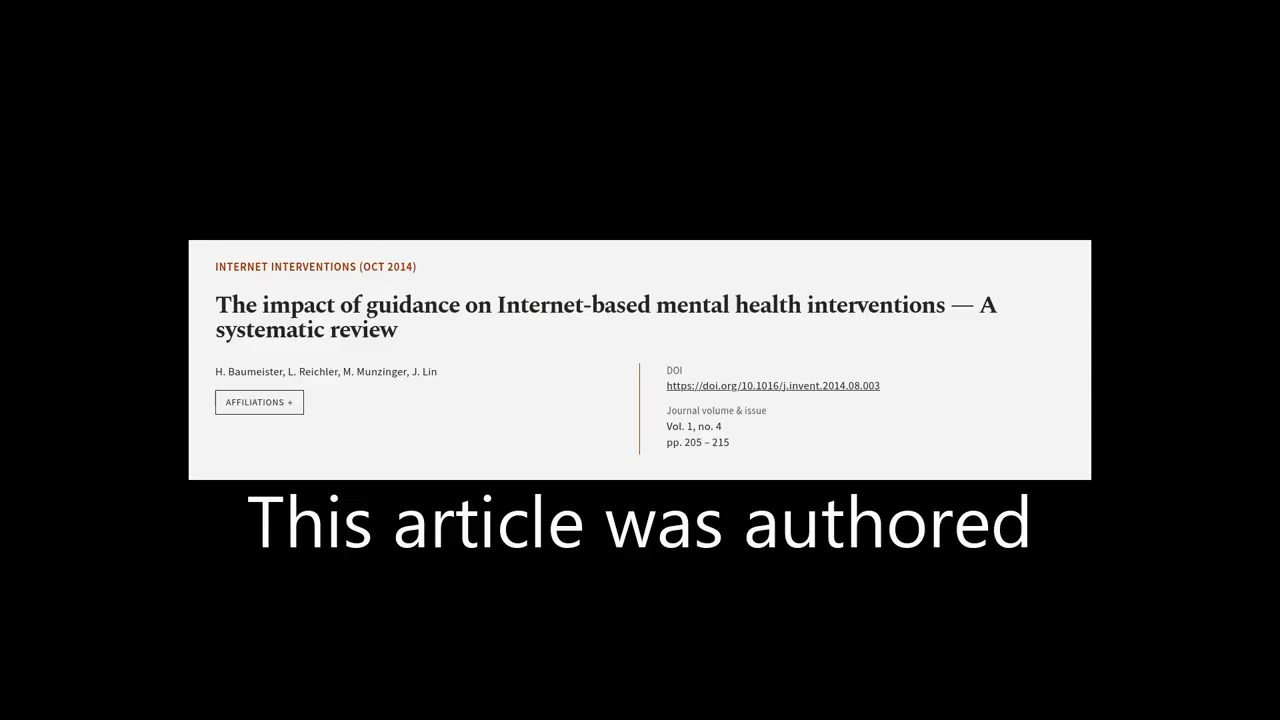 INTERNET INTERVENTIONS (OCT 2014)
The impact of guidance on Internet-based mental health interventions — A
systematic review
H. Baumeister, L. Reichler, M. Munzinger, J. Lin
AFFILIATIONS +
DOI
https://doi.org/10.1016/j.invent.2014.08.003
Journal volume & issue
Vol. 1, no. 4
pp. 205 – 215
This article was authored